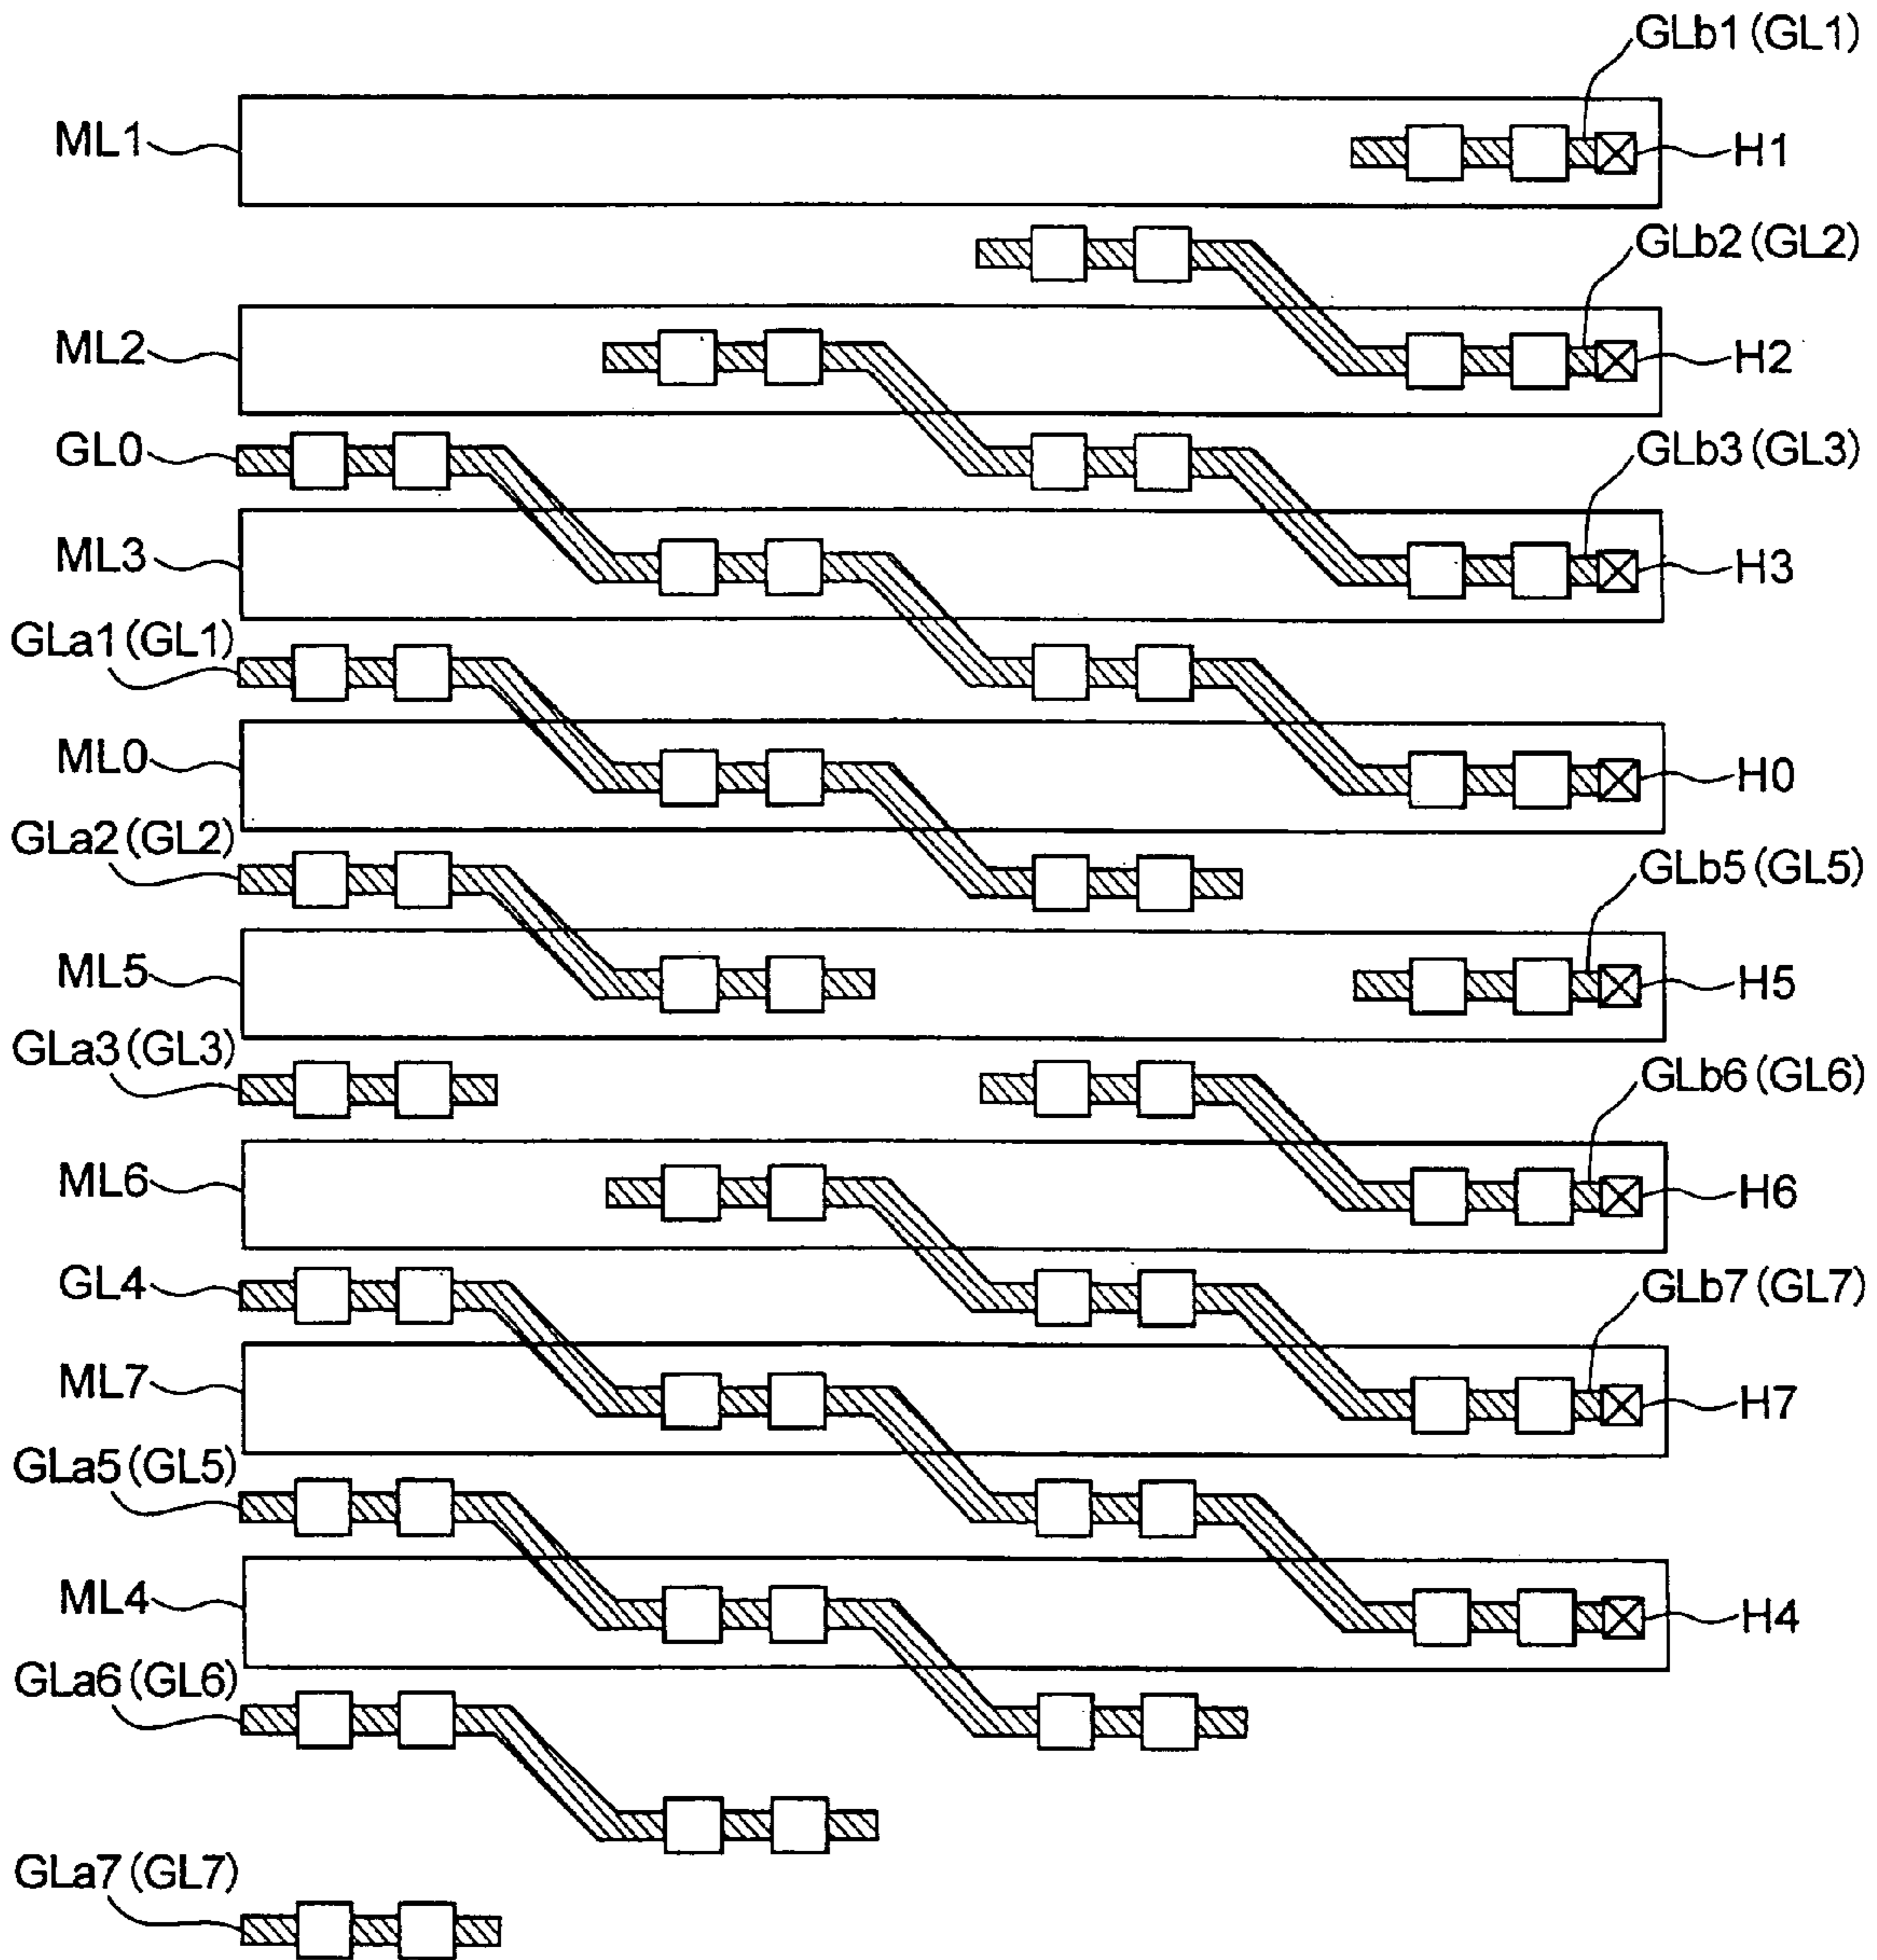 GLb1(GL1)
ML1
H1
GLb2(GL2)
ML2
H2
GL0
GLb3(GL3)
ML3
H3
GLa1(GL1)
ML0
H0
GLa2(GL2)
GLb5(GL5)
ML5
H5
GLa3(GL3)
GLb6(GL6)
ML6
H6
GL4
GLb7(GL7)
ML7
H7
GLa5(GL5)
ML4
H4
GLa6(GL6)
GLa7(GL7)